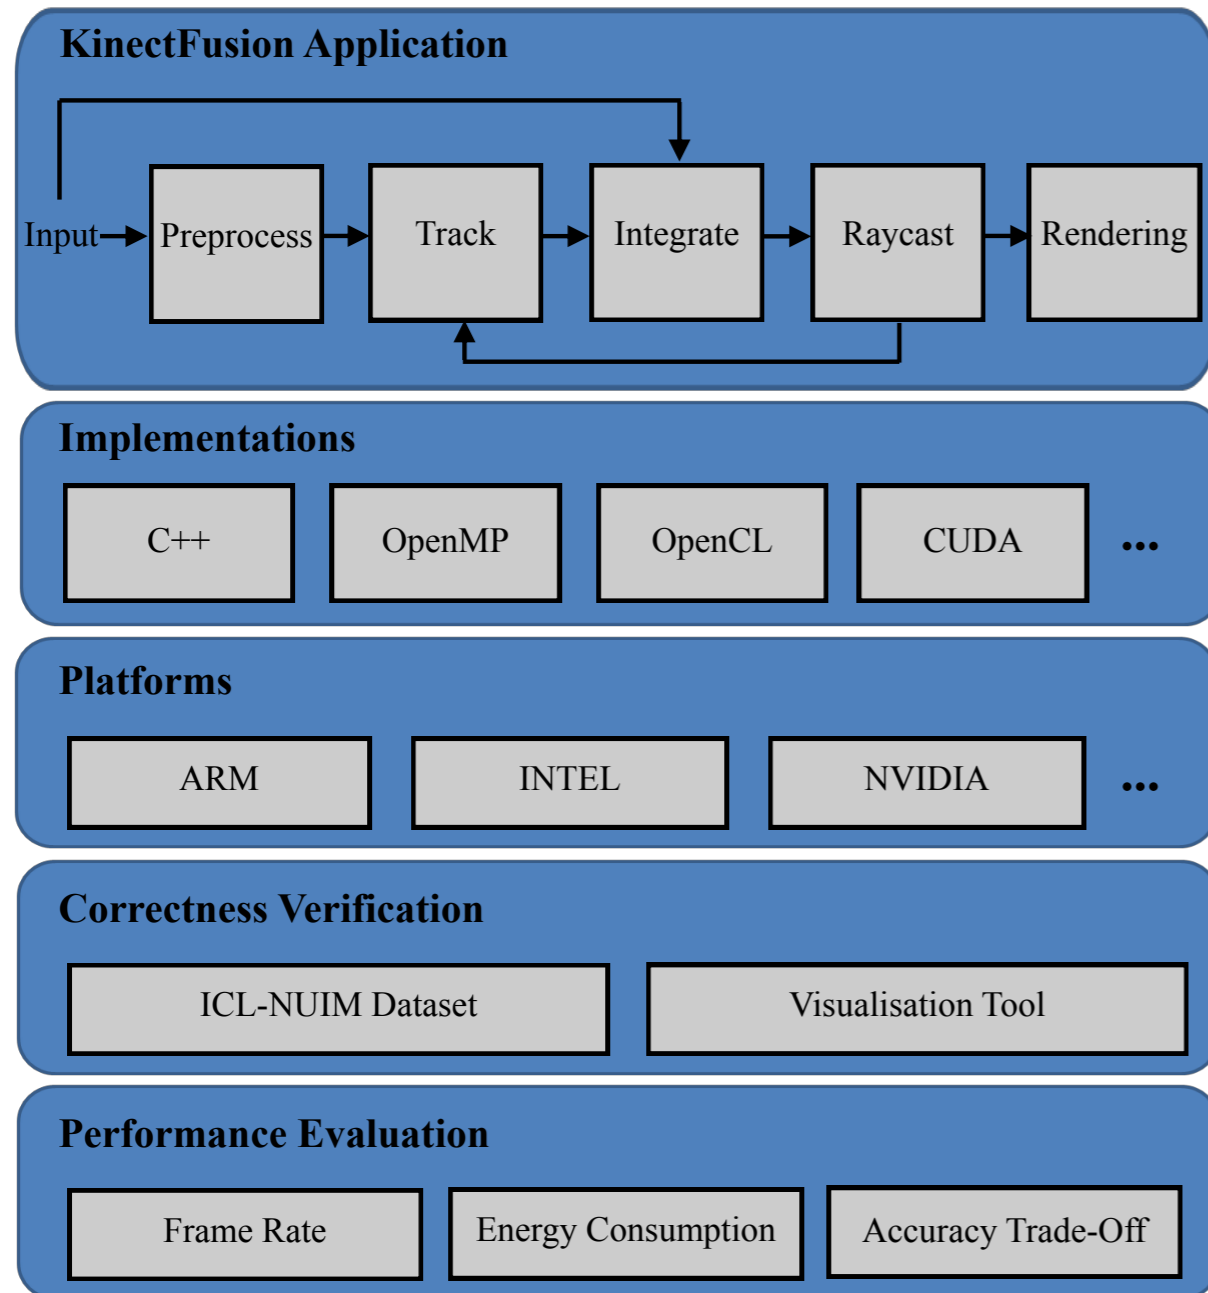 KinectFusion Application
Input Preprocess Track Integrate Raycast Rendering
Implementations
C++ OpenMP OpenCL CUDA ...
Platforms
ARM INTEL NVIDIA ...
Correctness Verification
ICL-NUIM Dataset Visualisation Tool
Performance Evaluation
Frame Rate Energy Consumption Accuracy Trade-Off